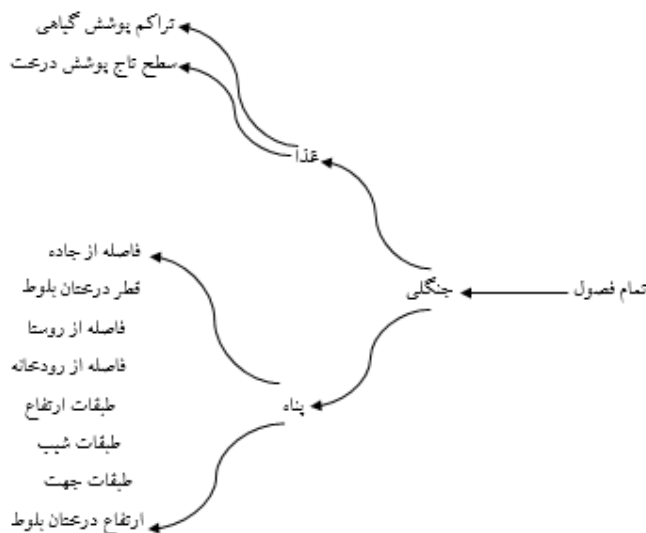 تراکم پوشش گیاهی
سطح تاج پوشش درخت
غذا
فاصله از جاده
تمام فصول
جنگلی
قطر درختان بلوط
فاصله از روستا
فاصله از رودخانه
پناه
طبقات ارتفاع
طبقات شیب
طبقات جهت
ارتفاع درختان بلوط